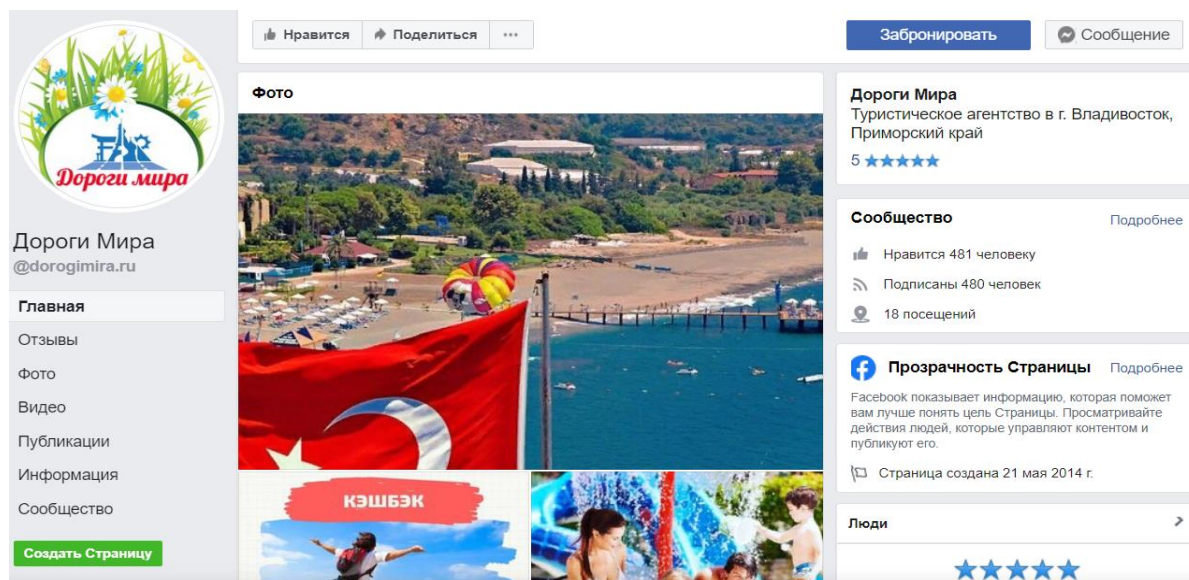 Дороги мира
Дороги Мира
@dorogimira.ru
Главная
Отзывы
Фото
Видео
Публикации
Информация
Сообщество
Создать Страницу
Нравится
Поделиться
...
Забронировать
Сообщение
Фото
КЭШБЭК
Дороги Мира
Туристическое агентство в г. Владивосток,
Приморский край
5
Сообщество
Подробнее
Нравится 481 человеку
Подписаны 480 человек
18 посещений
Прозрачность Страницы
Подробнее
Facebook показывает информацию, которая поможет
вам лучше понять цель Страницы. Просматривайте
действия людей, которые управляют контентом и
публикуют его.
Страница создана 21 мая 2014 г.
Люди